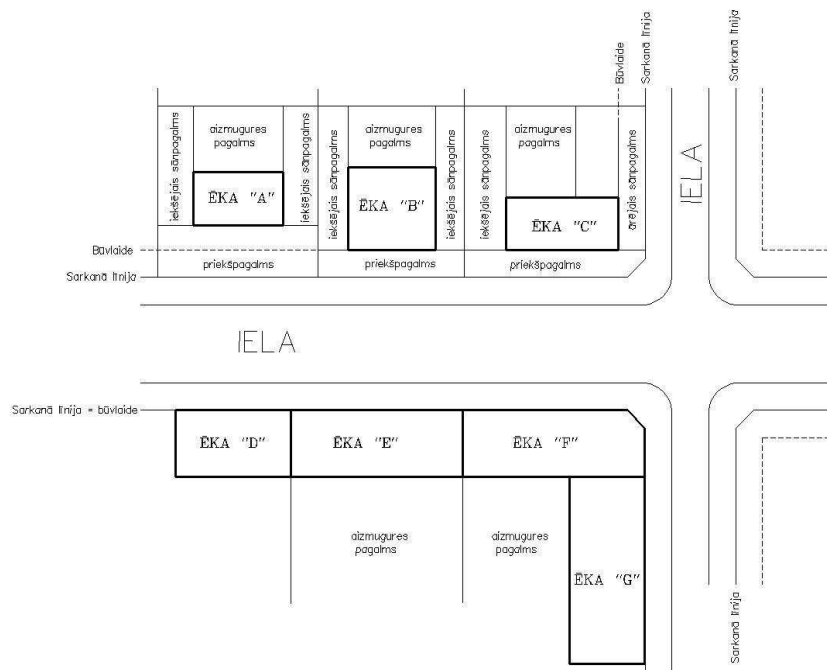 Būvlaide
Sarkanā līnija
Sarkanā līnija
iekšējais sānpagalms
aizmugures
pagalms
iekšējais sānpagalms
iekšējais sānpagalms
aizmugures
pagalms
iekšējais sānpagalms
iekšējais sānpagalms
aizmugures
pagalms
ārējais sānpagalms
IELA
ĒKA "A"
ĒKA "B"
ĒKA "C"
Būvlaide
priekšpagalms
priekšpagalms
priekšpagalms
Sarkanā līnija
IELA
Sarkanā līnija = būvlaide
ĒKA "D"
ĒKA "E"
ĒKA "F"
aizmugures
pagalms
aizmugures
pagalms
ĒKA "G"
Sarkanā līnija